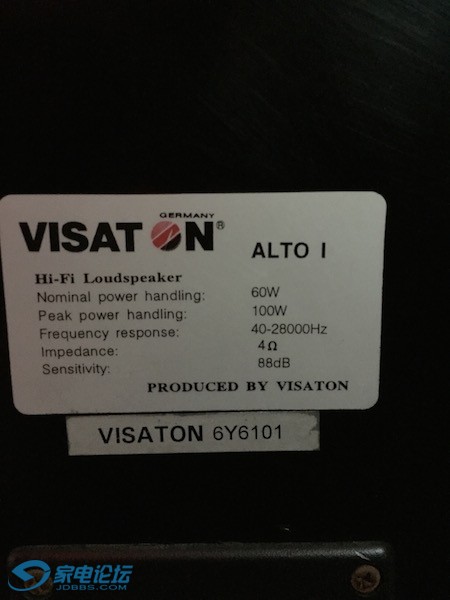 GERMANY
VISATON®
ALTO I
Hi-Fi Loudspeaker
Nominal power handling: 60W
Peak power handling: 100W
Frequency response: 40-28000Hz
Impedance: 4Ω
Sensitivity: 88dB
PRODUCED BY VISATON
VISATON 6Y6101
家电论坛
JDBBS.COM